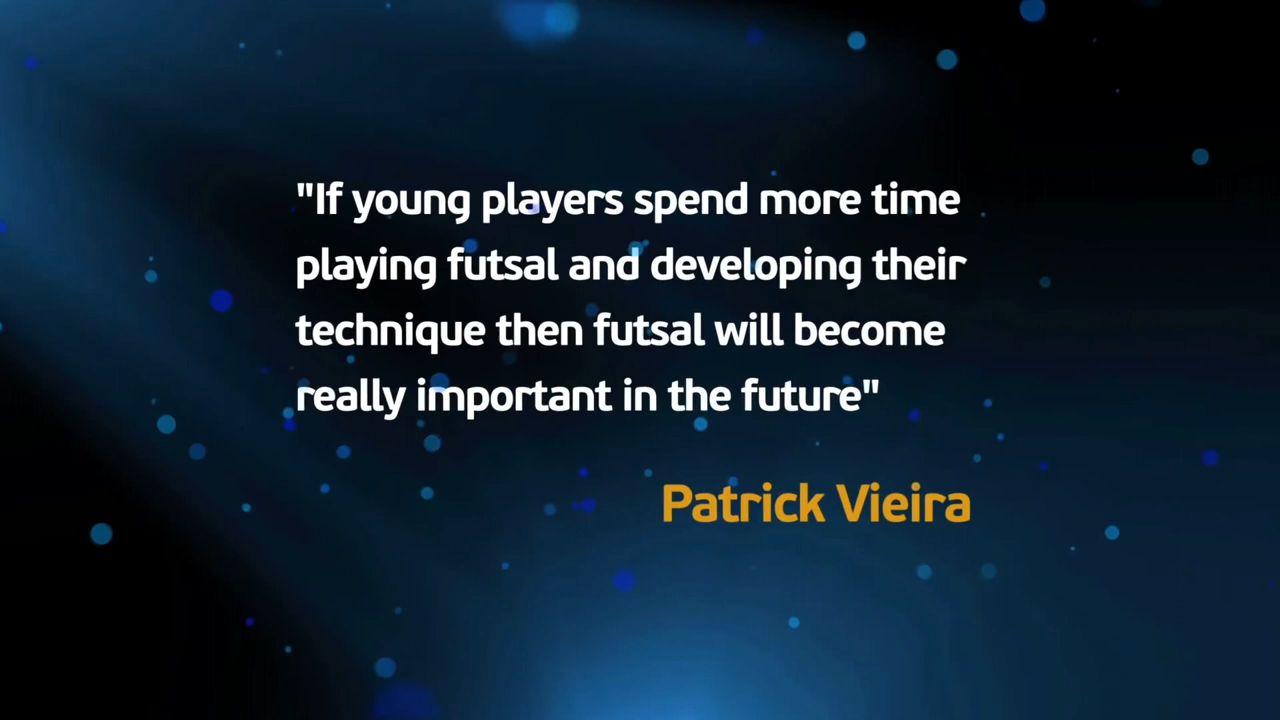 "If young players spend more time
playing futsal and developing their
technique then futsal will become
really important in the future"
Patrick Vieira